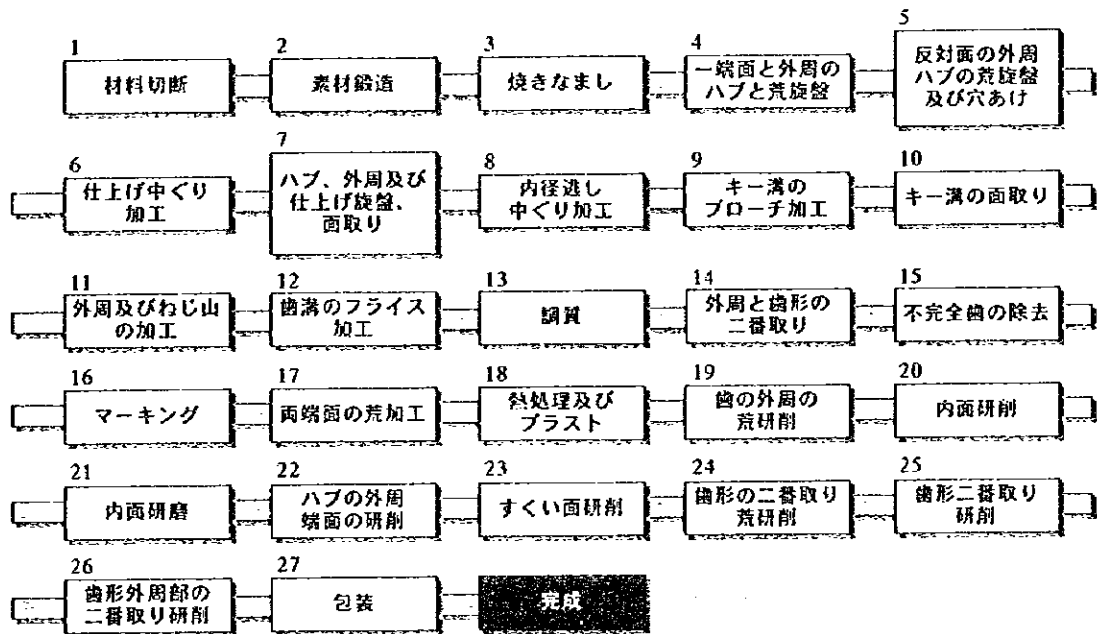 1
材料切断
2
素材鍛造
3
焼きなまし
4
一端面と外周の
ハブと荒旋盤
5
反対面の外周
ハブの荒旋盤
及び穴あけ
6
仕上げ中ぐり
加工
7
ハブ、外周及び
仕上げ旋盤、
面取り
8
内径逃し
中ぐり加工
9
キー溝の
ブローチ加工
10
キー溝の面取り
11
外周及びねじ山
の加工
12
歯溝のフライス
加工
13
調質
14
外周と歯形の
二番取り
15
不完全歯の除去
16
マーキング
17
両端面の荒加工
18
熱処理及び
ブラスト
19
歯の外周の
荒研削
20
内面研削
21
内面研磨
22
ハブの外周
端面の研削
23
すくい面研削
24
歯形の二番取り
荒研削
25
歯形二番取り
研削
26
歯形外周部の
二番取り研削
27
包装
完成